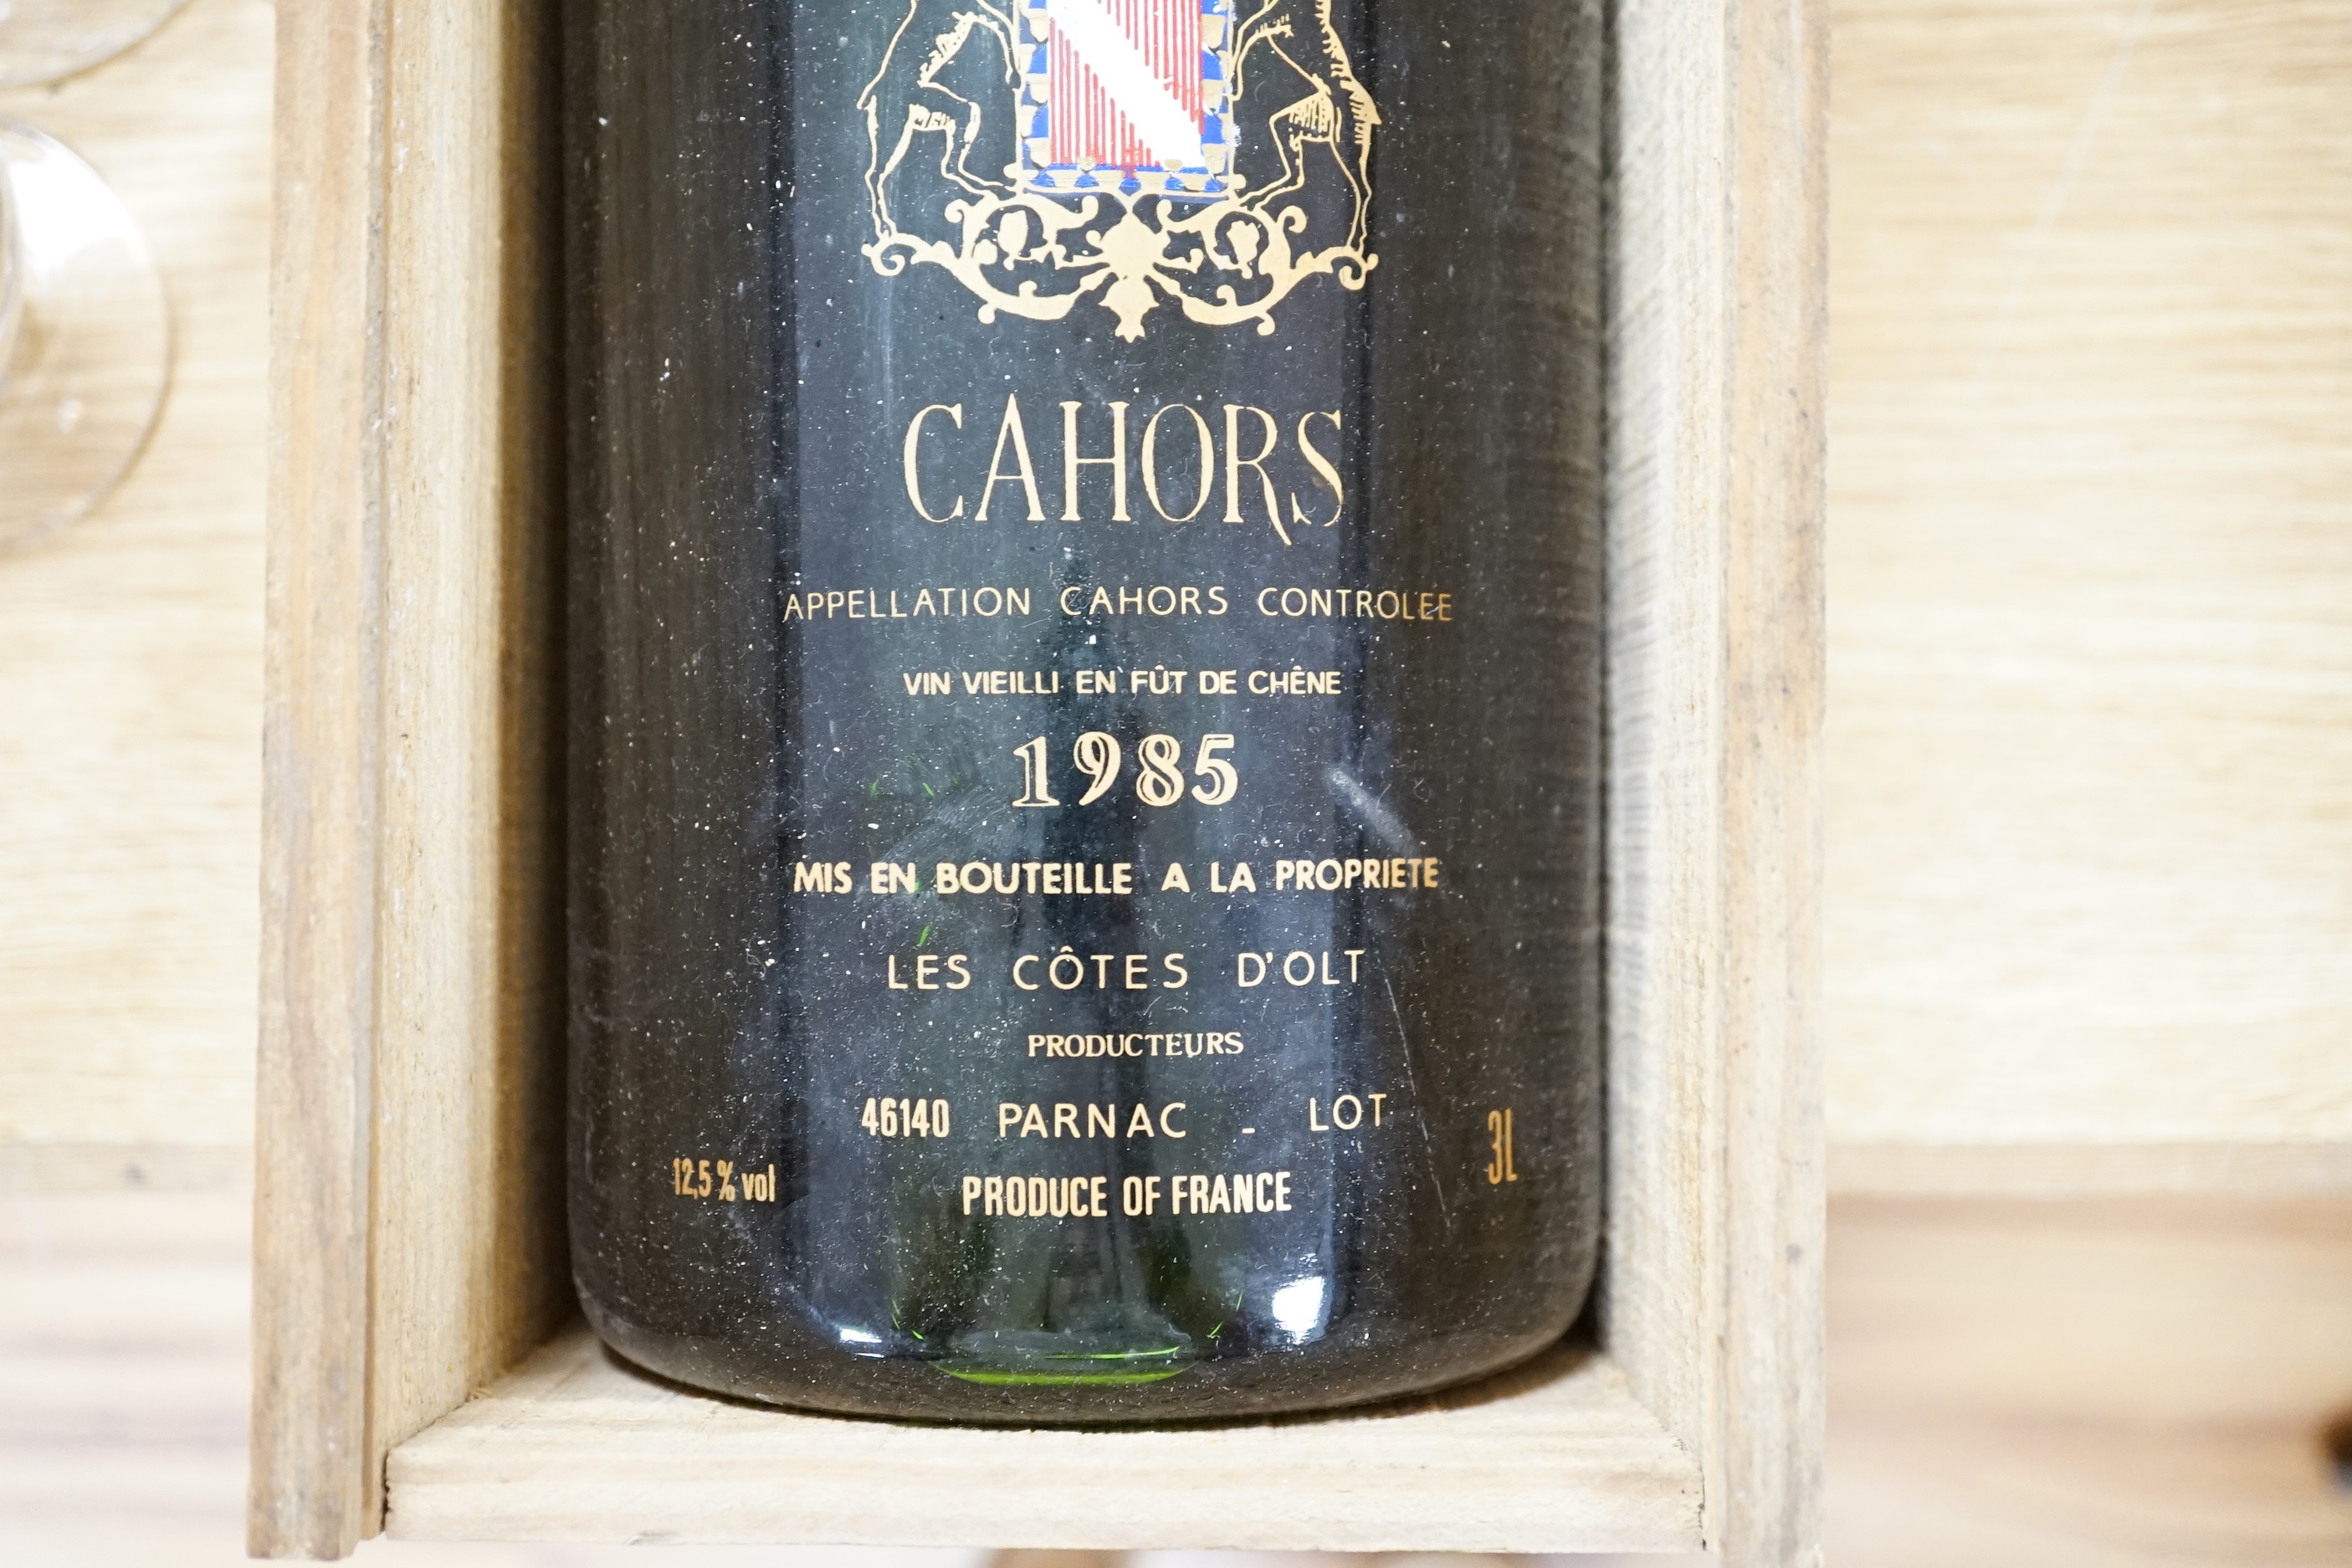 CAHORS
APPELLATION CAHORS CONTROLEE
VIN VIEILLI EN FÛT DE CHÊNE
1985
MIS EN BOUTEILLE A LA PROPRIETE
LES CÔTES D'OLT
PRODUCTEURS
46140 PARNAC - LOT
12,5 % vol
3L
PRODUCE OF FRANCE